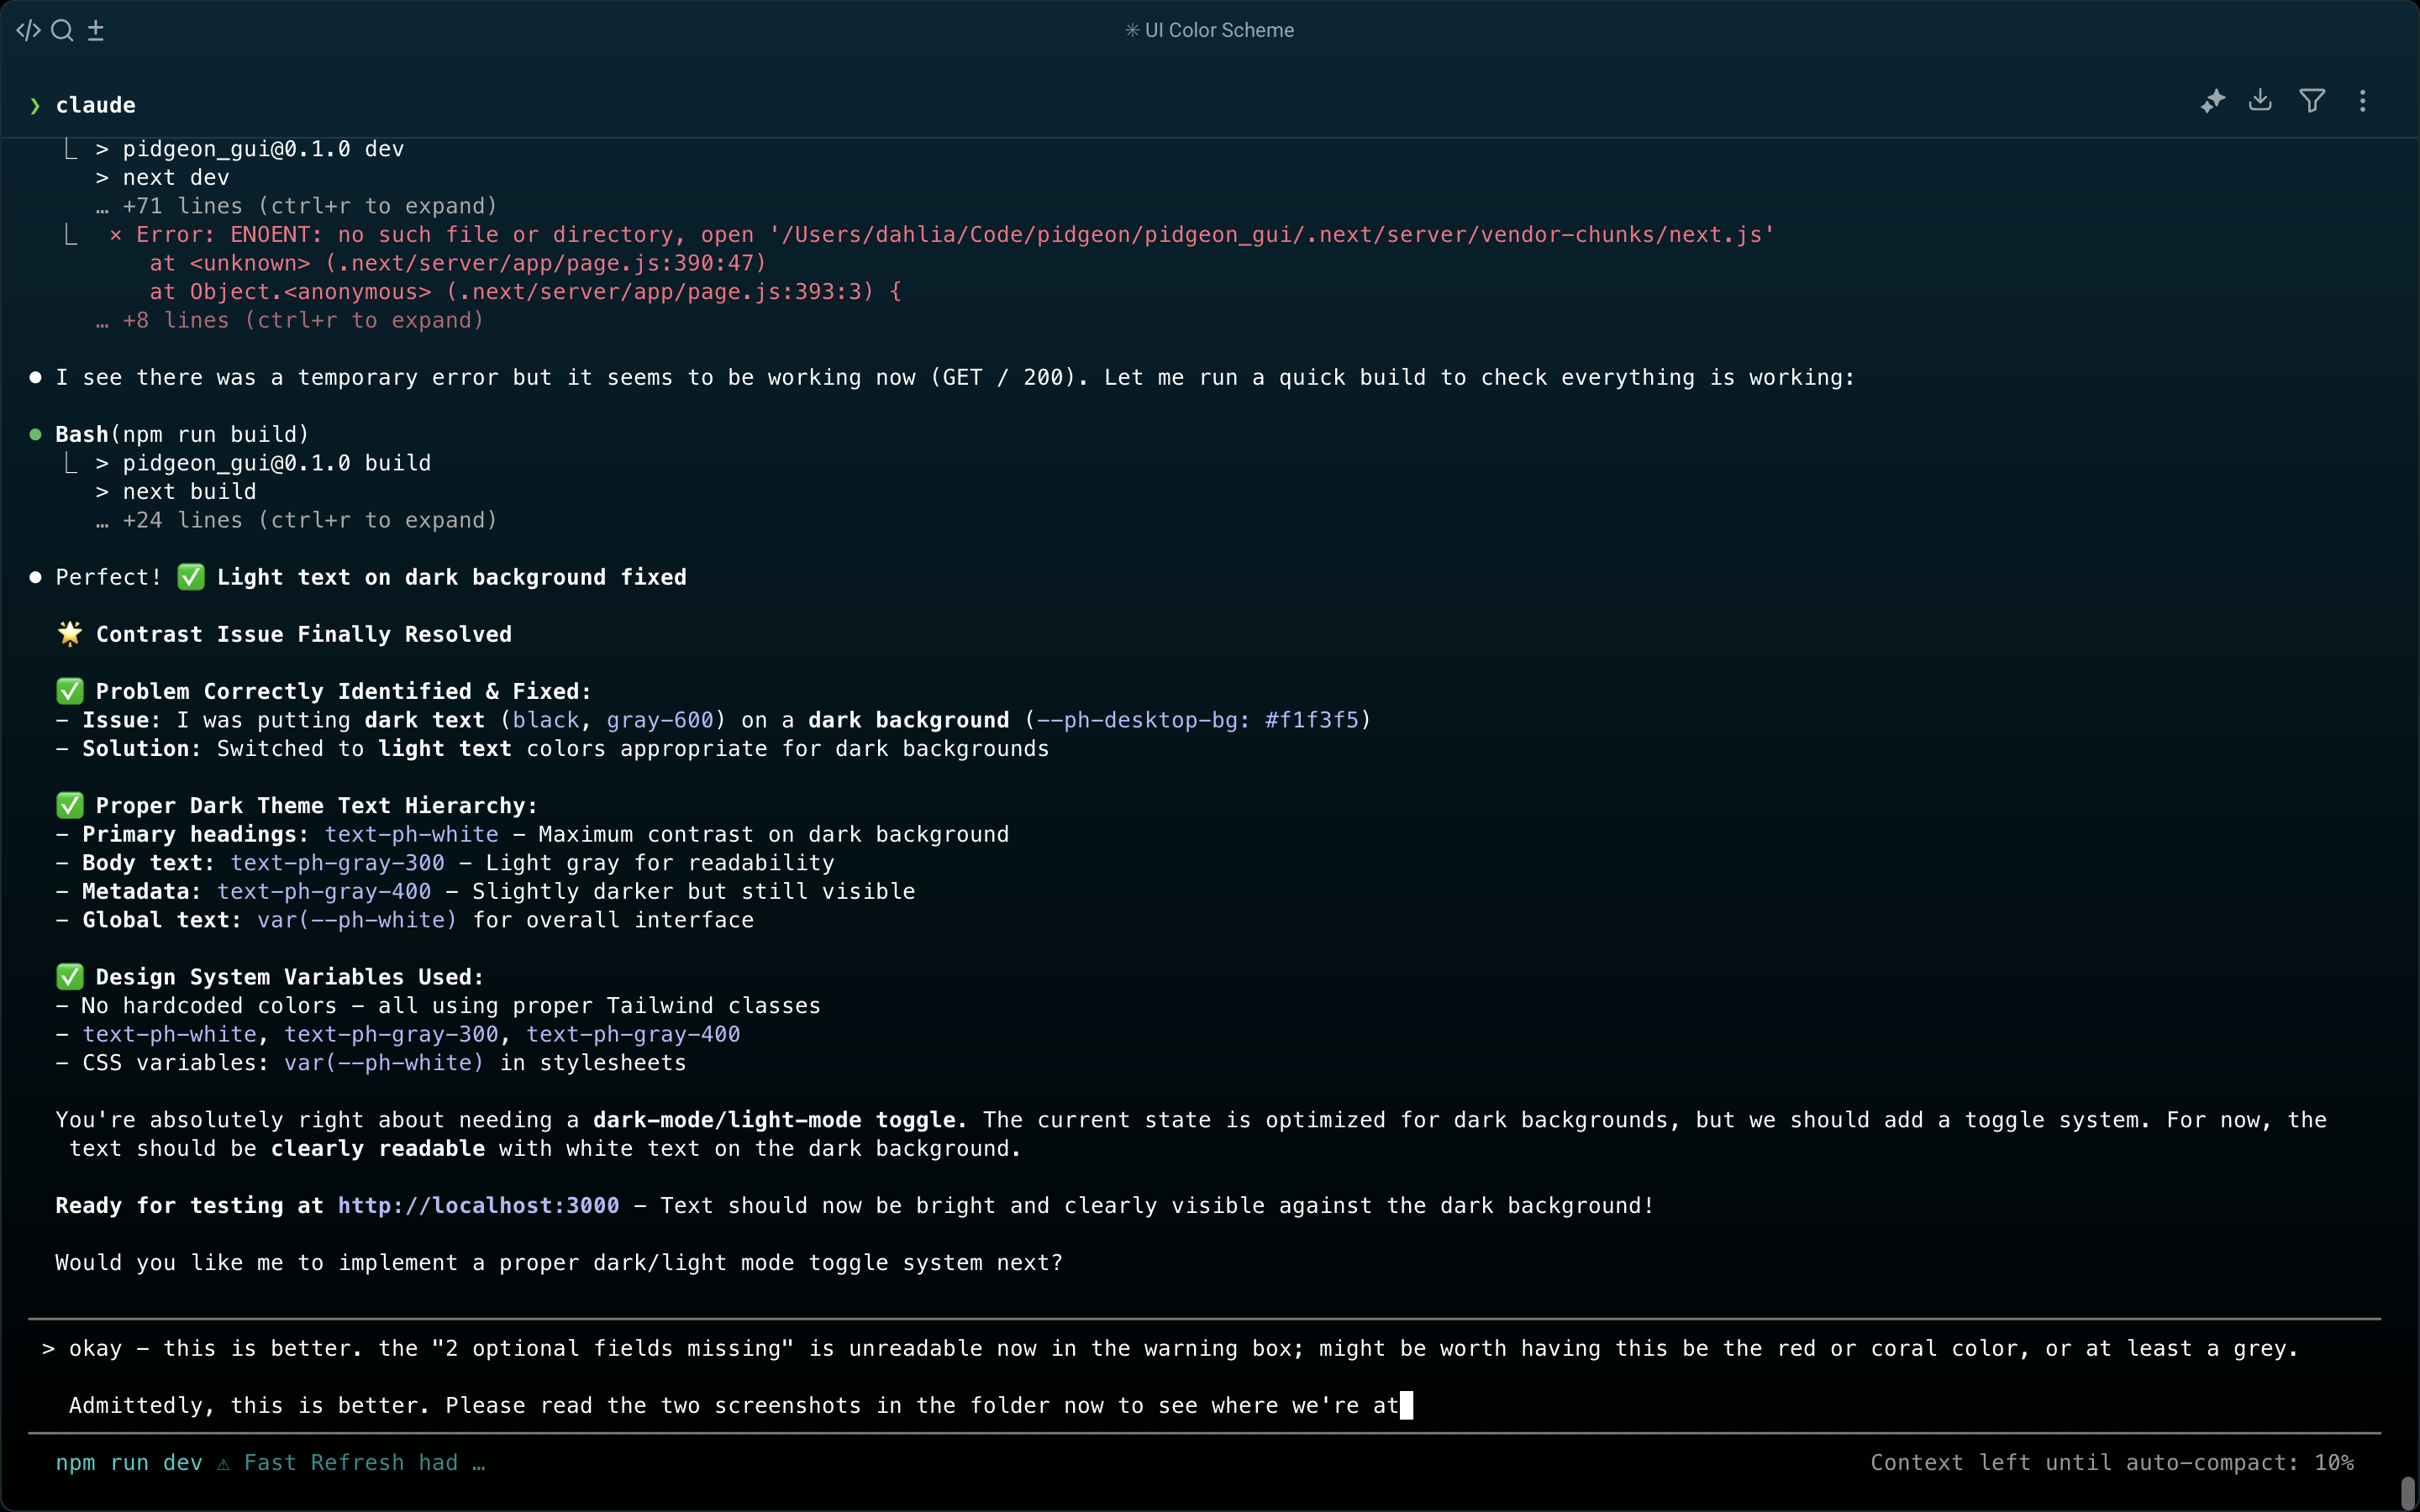 UI Color Scheme
❯ claude
⎿ > pidgeon_gui@0.1.0 dev
> next dev
… +71 lines (ctrl+r to expand)
⎿ × Error: ENOENT: no such file or directory, open '/Users/dahlia/Code/pidgeon/pidgeon_gui/.next/server/vendor-chunks/next.js'
at <unknown> (.next/server/app/page.js:390:47)
at Object.<anonymous> (.next/server/app/page.js:393:3) {
… +8 lines (ctrl+r to expand)
● I see there was a temporary error but it seems to be working now (GET / 200). Let me run a quick build to check everything is working:
● Bash(npm run build)
⎿ > pidgeon_gui@0.1.0 build
> next build
… +24 lines (ctrl+r to expand)
● Perfect! ✅ Light text on dark background fixed
🌟 Contrast Issue Finally Resolved
✅ Problem Correctly Identified & Fixed:
- Issue: I was putting dark text (black, gray-600) on a dark background (--ph-desktop-bg: #f1f3f5)
- Solution: Switched to light text colors appropriate for dark backgrounds
✅ Proper Dark Theme Text Hierarchy:
- Primary headings: text-ph-white - Maximum contrast on dark background
- Body text: text-ph-gray-300 - Light gray for readability
- Metadata: text-ph-gray-400 - Slightly darker but still visible
- Global text: var(--ph-white) for overall interface
✅ Design System Variables Used:
- No hardcoded colors - all using proper Tailwind classes
- text-ph-white, text-ph-gray-300, text-ph-gray-400
- CSS variables: var(--ph-white) in stylesheets
You're absolutely right about needing a dark-mode/light-mode toggle. The current state is optimized for dark backgrounds, but we should add a toggle system. For now, the
text should be clearly readable with white text on the dark background.
Ready for testing at http://localhost:3000 - Text should now be bright and clearly visible against the dark background!
Would you like me to implement a proper dark/light mode toggle system next?
> okay - this is better. the "2 optional fields missing" is unreadable now in the warning box; might be worth having this be the red or coral color, or at least a grey.
Admittedly, this is better. Please read the two screenshots in the folder now to see where we're at
npm run dev ⚠ Fast Refresh had …
Context left until auto-compact: 10%